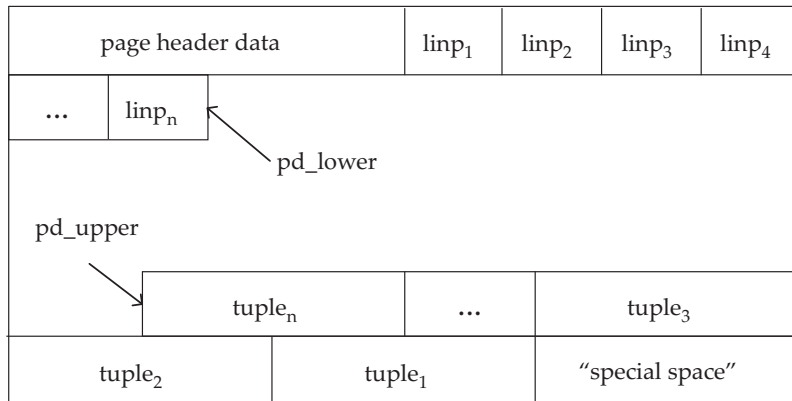 page header data linp₁ linp₂ linp₃ linp₄
... linpₙ
pd_lower
pd_upper
tupleₙ ... tuple₃
tuple₂ tuple₁ “special space”